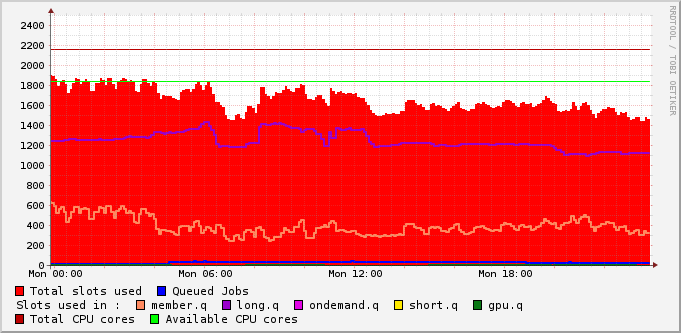 2400
2200
2000
1800
1600
1400
1200
1000
800
600
400
200
0
Mon 00:00 Mon 06:00 Mon 12:00 Mon 18:00
Total slots used Queued Jobs
Slots used in : member.q long.q ondemand.q short.q gpu.q
Total CPU cores Available CPU cores
RRDTOOL / TOBI OETIKER